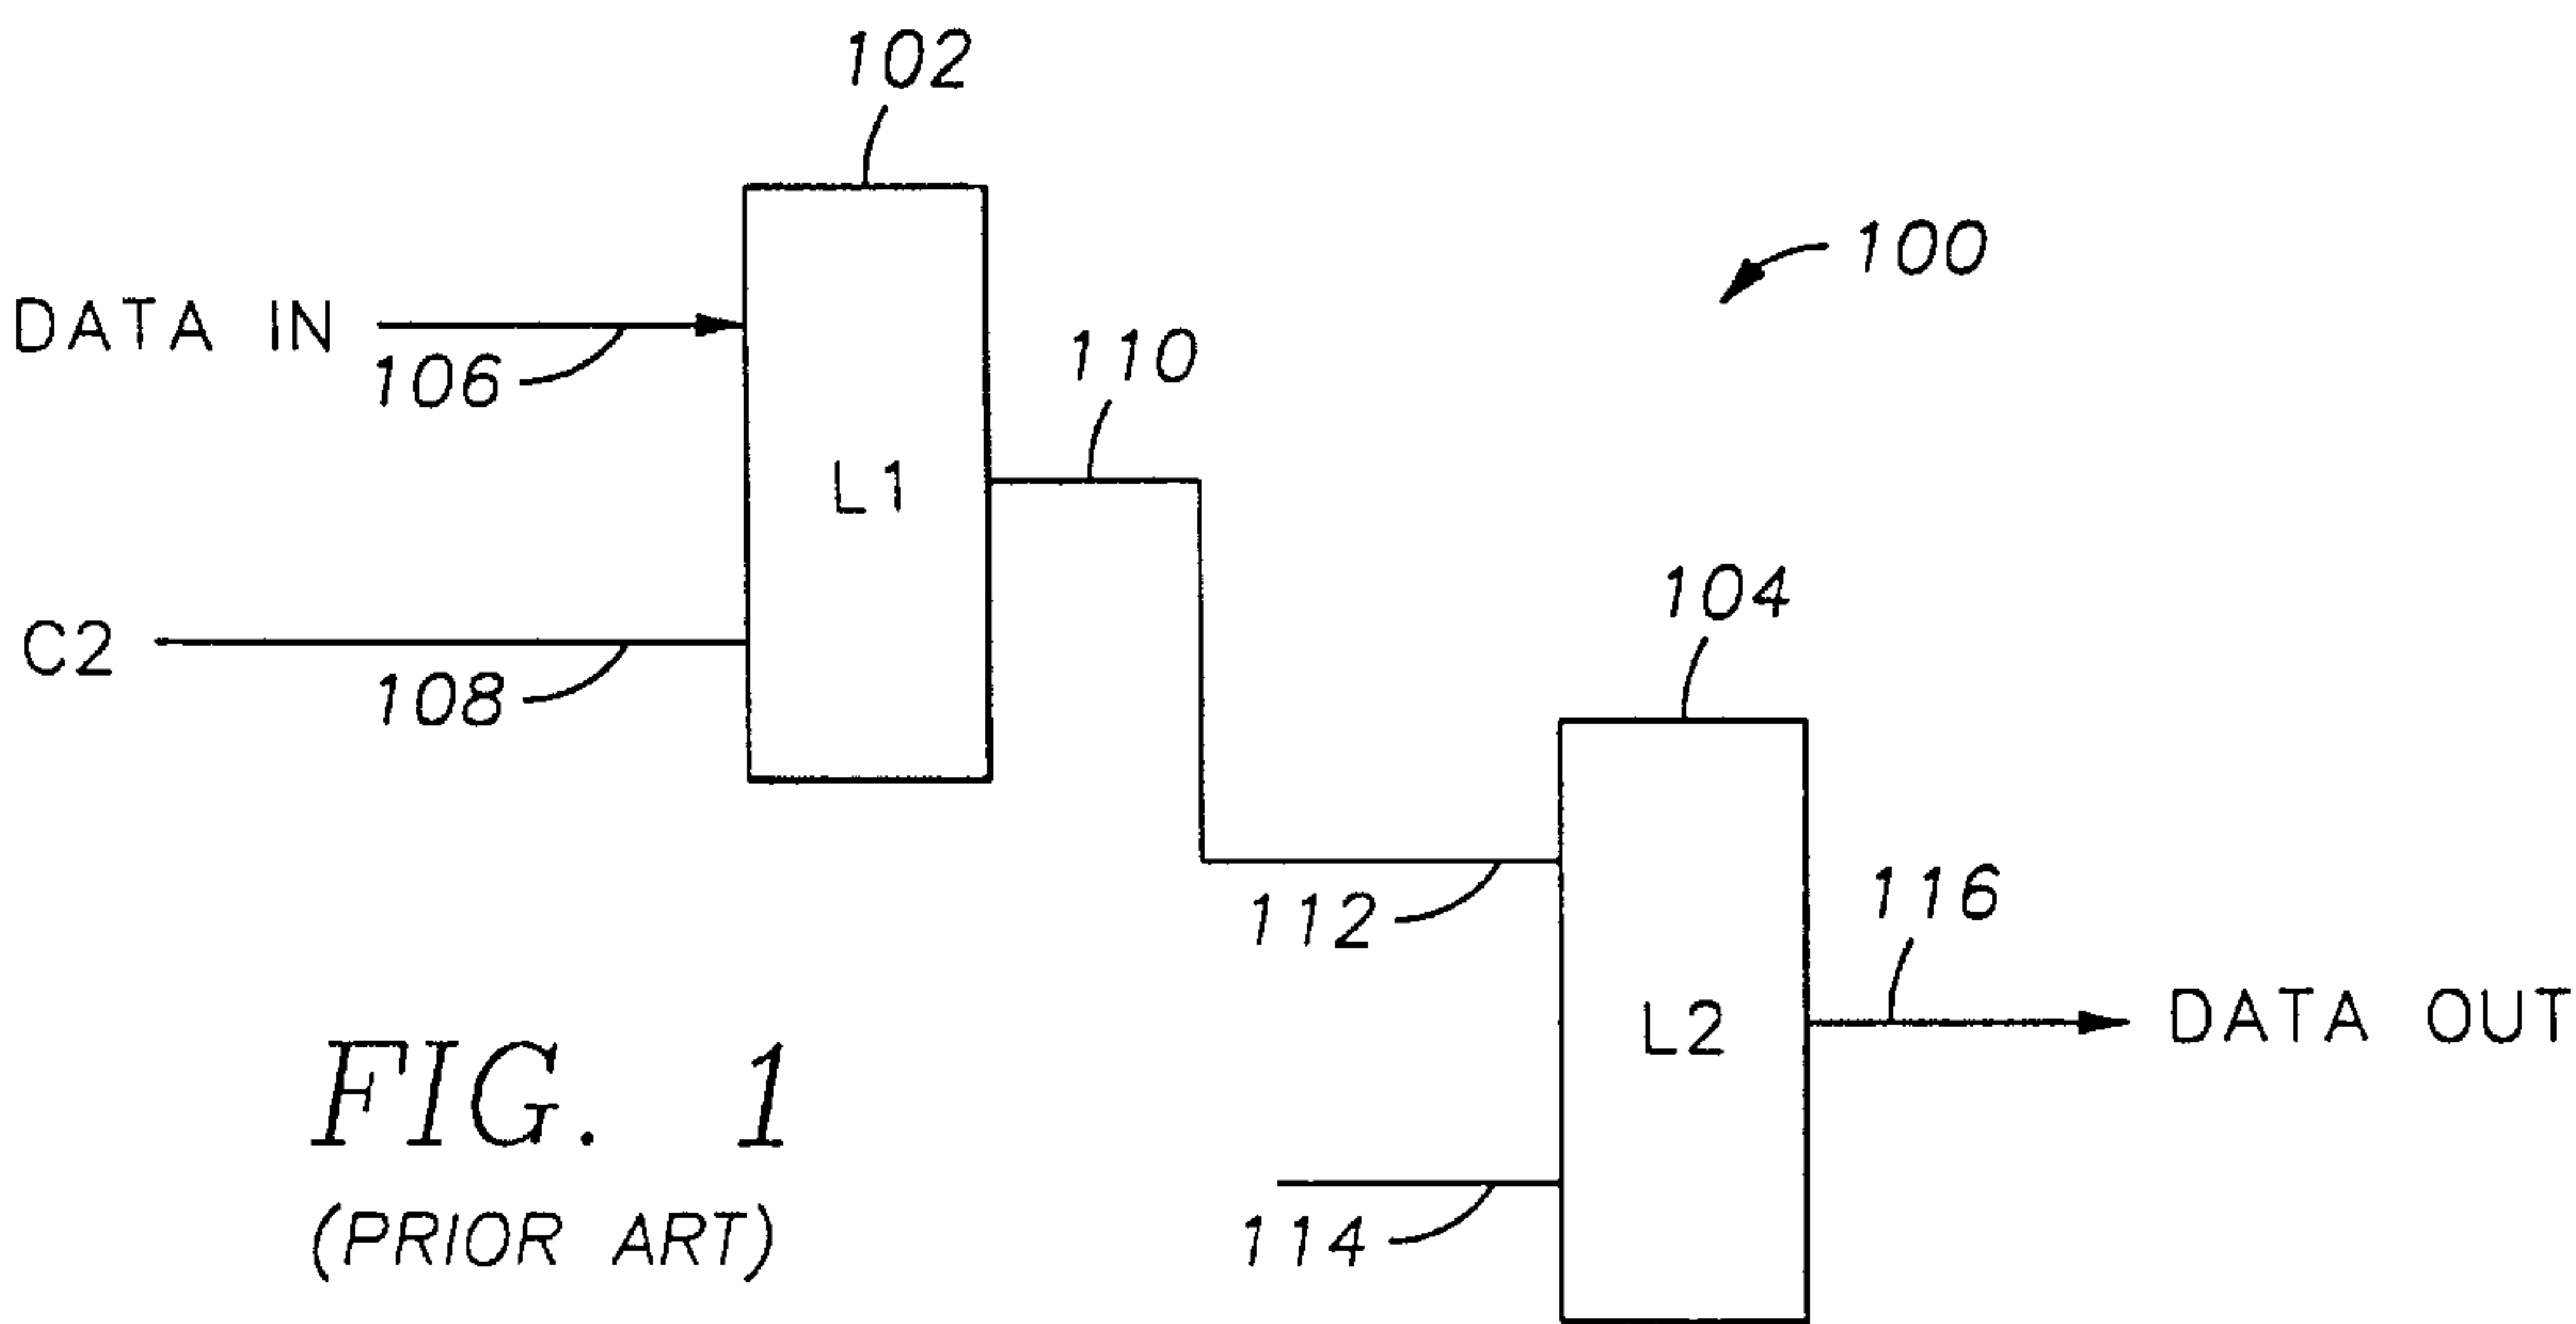 102
100
DATA IN
106
110
L1
C2
108
104
112
116
L2
DATA OUT
114
FIG. 1
(PRIOR ART)